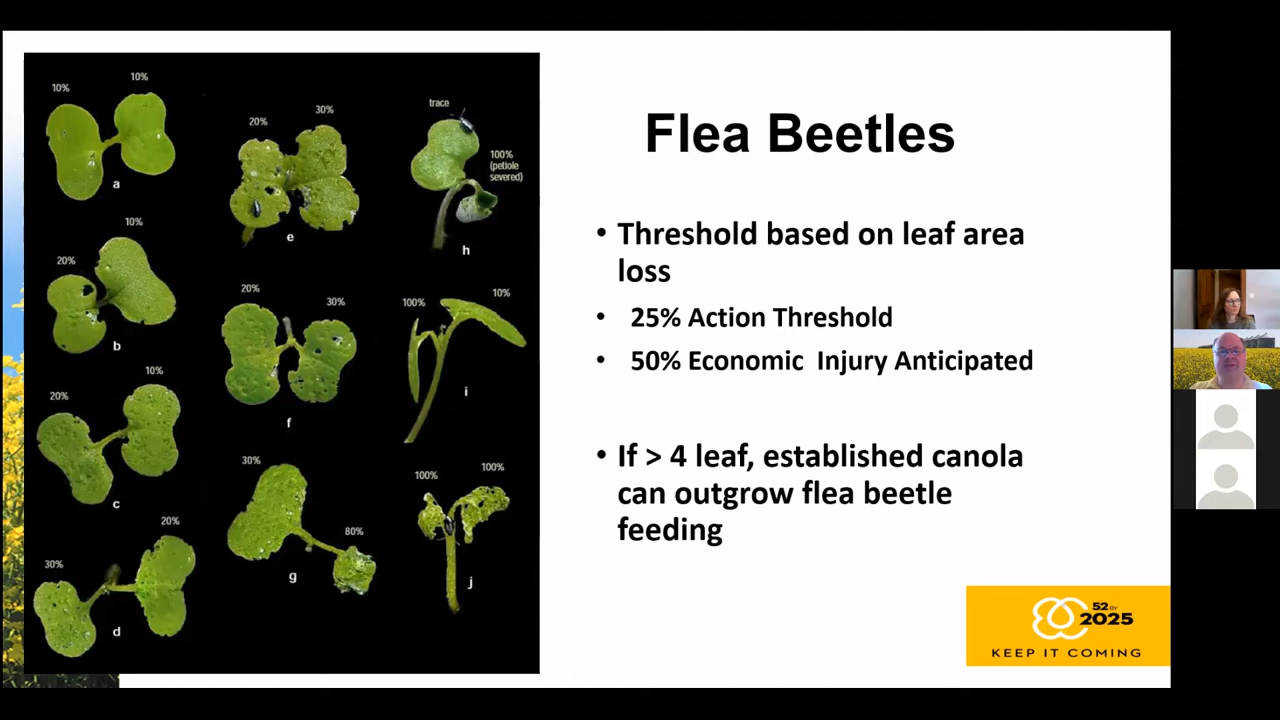 10%
10%
a
20%
10%
b
20%
10%
c
30%
20%
d
20%
30%
e
20%
30%
f
30%
80%
g
trace
100%
(petiole
severed)
h
100%
10%
i
100%
100%
j
Flea Beetles
• Threshold based on leaf area
loss
• 25% Action Threshold
• 50% Economic Injury Anticipated
• If > 4 leaf, established canola
can outgrow flea beetle
feeding
52 BY
2025
KEEP IT COMING